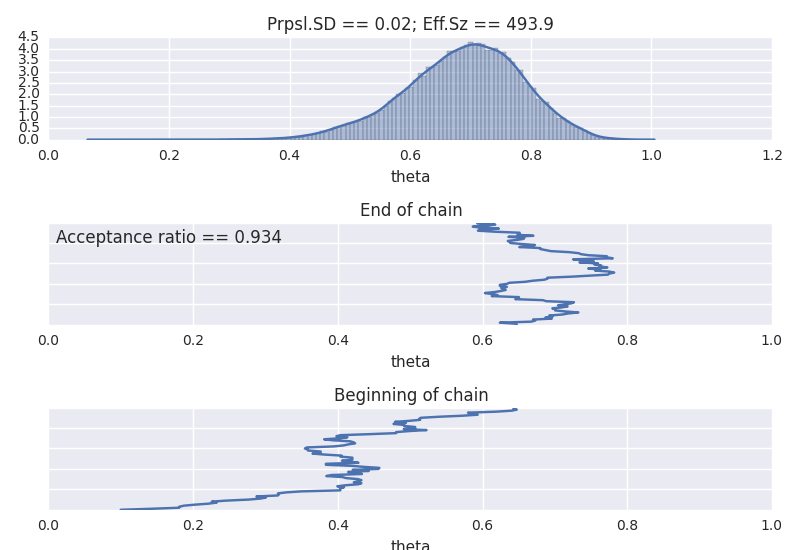 Prpsl.SD == 0.02; Eff.Sz == 493.9
4.5
4.0
3.5
3.0
2.5
2.0
1.5
1.0
0.5
0.0
0.0 0.2 0.4 0.6 0.8 1.0 1.2
theta
End of chain
Acceptance ratio == 0.934
0.0 0.2 0.4 0.6 0.8 1.0
theta
Beginning of chain
0.0 0.2 0.4 0.6 0.8 1.0
theta